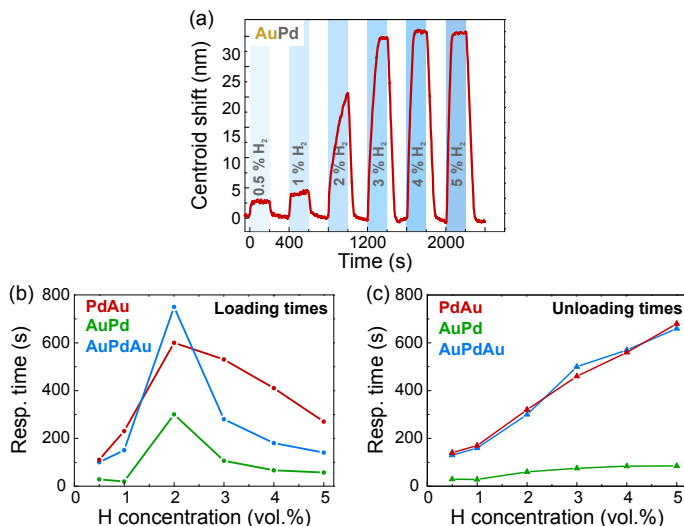 (a)
AuPd
30
25
20
15
10
5
0
Centroid shift (nm)
0.5 % H₂
1 % H₂
2 % H₂
3 % H₂
4 % H₂
5 % H₂
0 400 1200 2000
Time (s)
(b)
800
600
400
200
0
Resp. time (s)
PdAu
AuPd
AuPdAu
Loading times
0 1 2 3 4 5
H concentration (vol.%)
(c)
800
600
400
200
0
Resp. time (s)
PdAu
AuPd
AuPdAu
Unloading times
0 1 2 3 4 5
H concentration (vol.%)